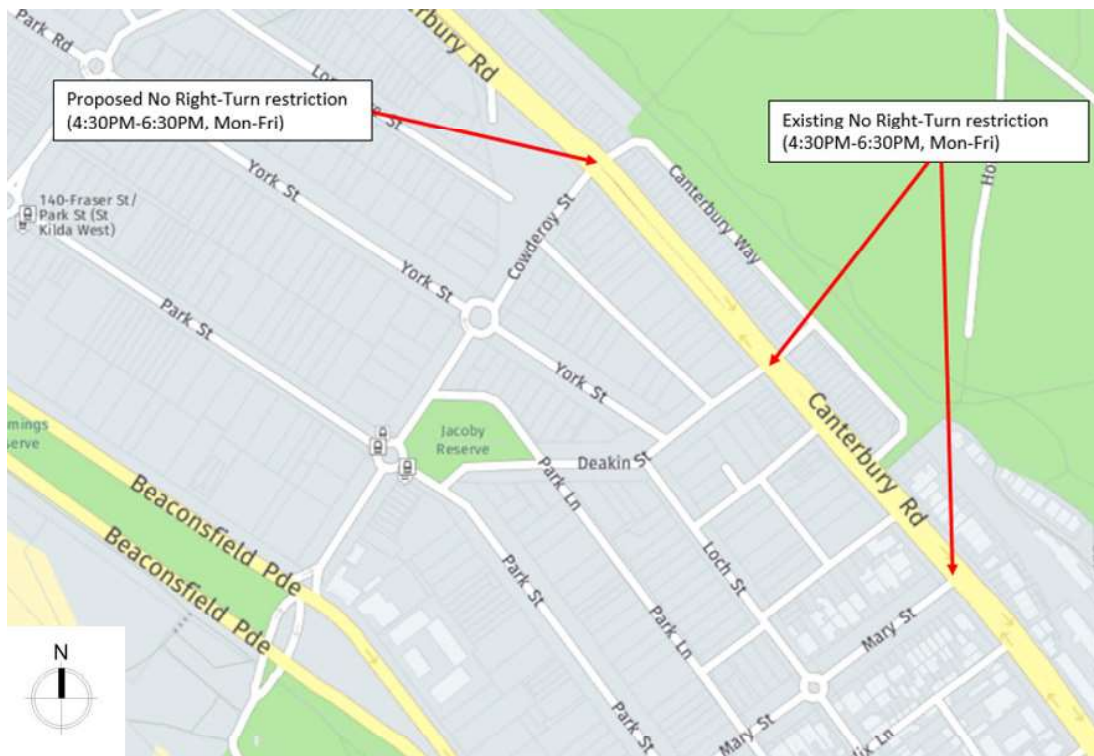 Park Rd
Canterbury Rd
Proposed No Right-Turn restriction
(4:30PM-6:30PM, Mon-Fri)
Existing No Right-Turn restriction
(4:30PM-6:30PM, Mon-Fri)
York St
140-Fraser St/
Park St (St
Kilda West)
Cowderoy St
Canterbury Way
York St
Park St
York St
Jacoby
Reserve
Deakin St
Canterbury Rd
Park Ln
Beaconsfield Pde
Beaconsfield Pde
Park St
Loch St
Park Ln
Mary St
Mary St
N